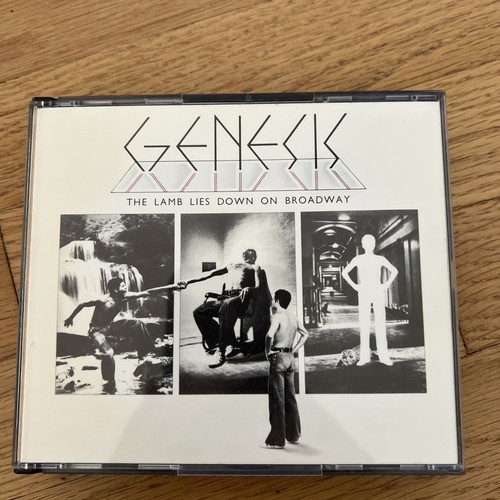 GENESIS
THE LAMB LIES DOWN ON BROADWAY